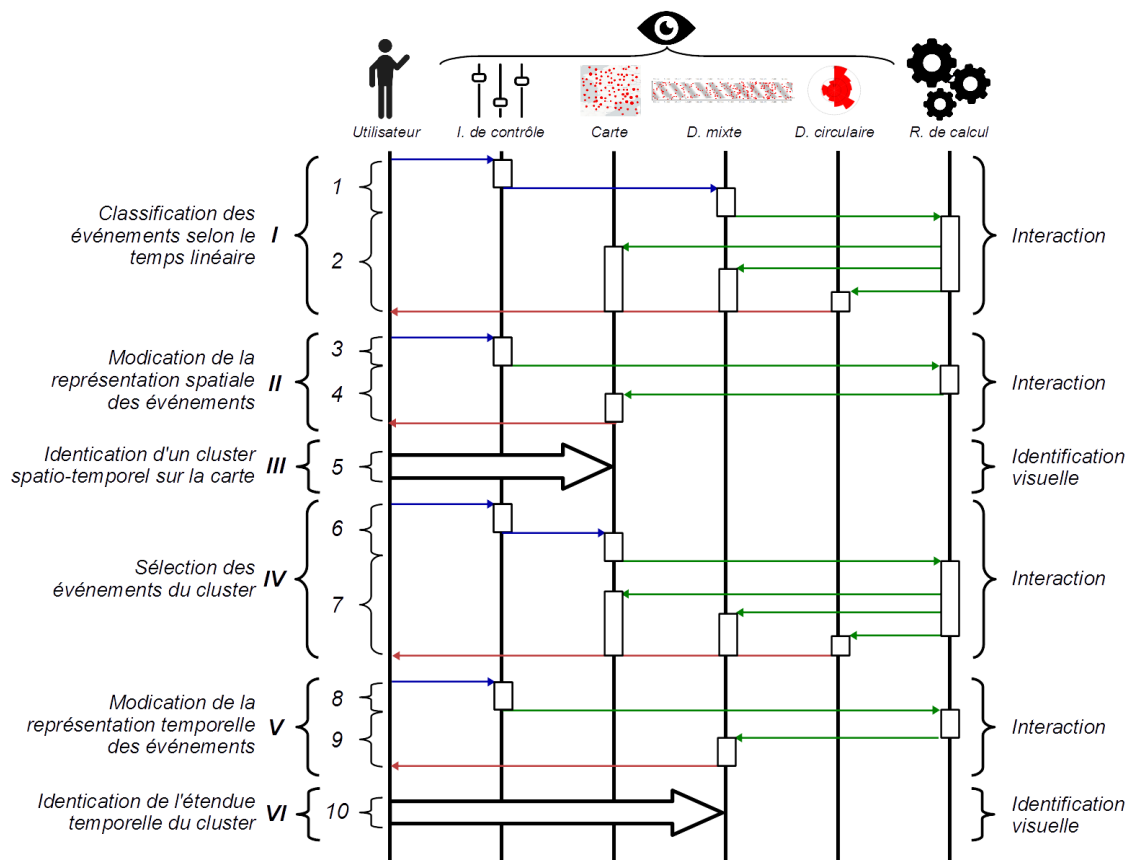 Utilisateur
I. de contrôle
Carte
D. mixte
D. circulaire
R. de calcul
Classification des
événements selon le
temps linéaire
I
1
2
Interaction
Modication de la
représentation spatiale
des événements
II
3
4
Interaction
Identication d'un cluster
spatio-temporel sur la carte
III
5
Identification
visuelle
Sélection des
événements du cluster
IV
6
7
Interaction
Modication de la
représentation temporelle
des événements
V
8
9
Interaction
Identication de l'étendue
temporelle du cluster
VI
10
Identification
visuelle